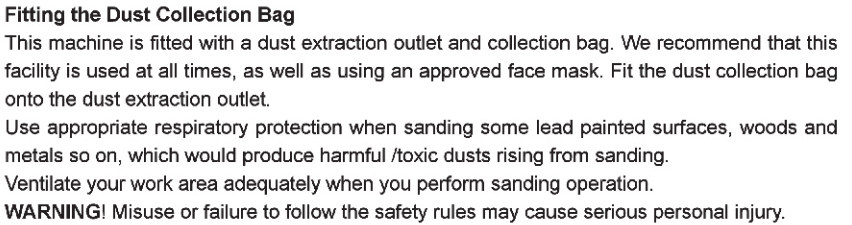 Fitting the Dust Collection Bag
This machine is fitted with a dust extraction outlet and collection bag. We recommend that this
facility is used at all times, as well as using an approved face mask. Fit the dust collection bag
onto the dust extraction outlet.
Use appropriate respiratory protection when sanding some lead painted surfaces, woods and
metals so on, which would produce harmful /toxic dusts rising from sanding.
Ventilate your work area adequately when you perform sanding operation.
WARNING! Misuse or failure to follow the safety rules may cause serious personal injury.